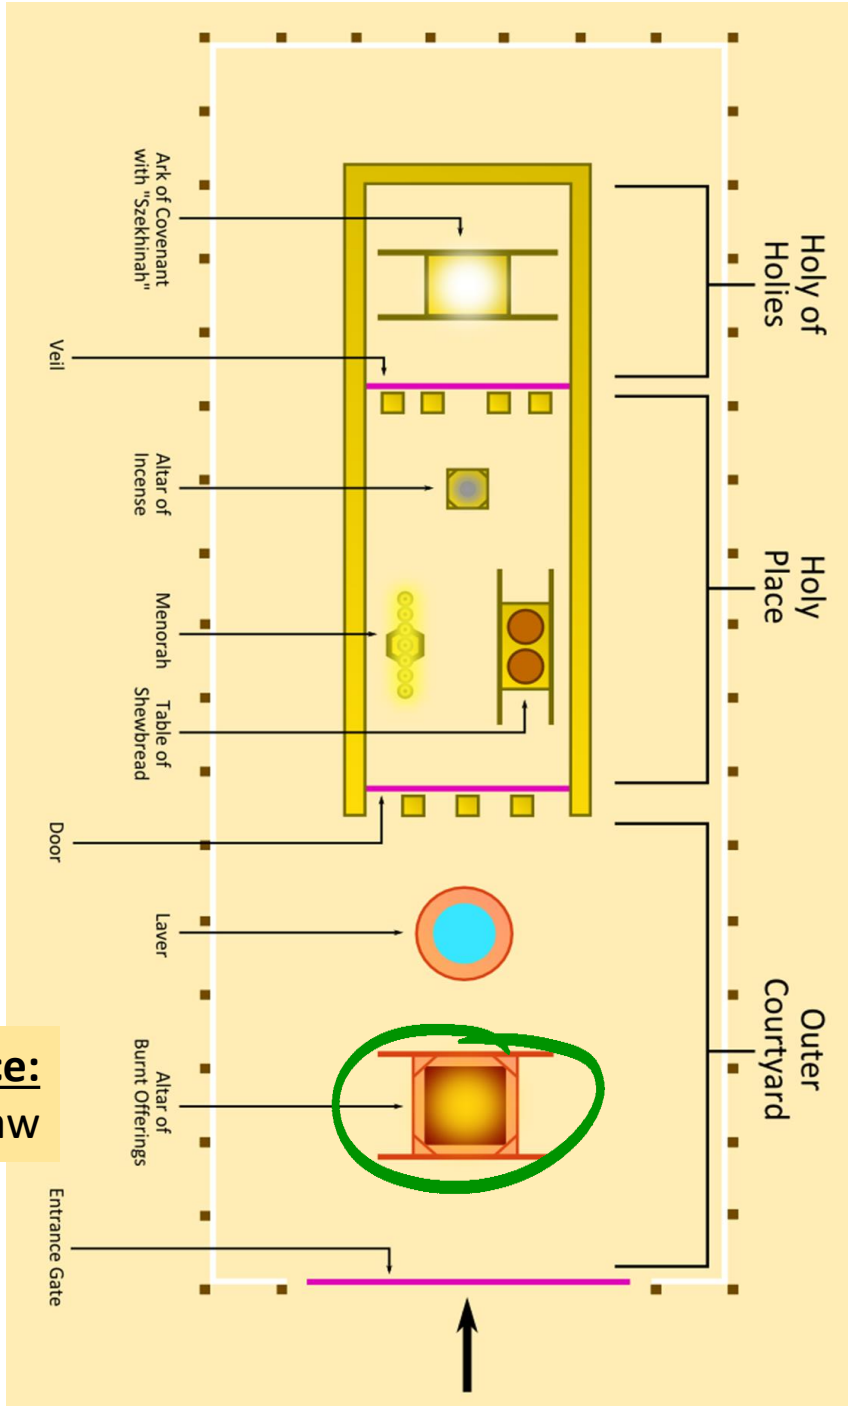 Ark of Covenant
with "Szekhinah"
Veil
Altar of
Incense
Menorah
Table of
Shewbread
Door
Laver
Altar of
Burnt Offerings
Entrance Gate
Holy of
Holies
Holy
Place
Outer
Courtyard